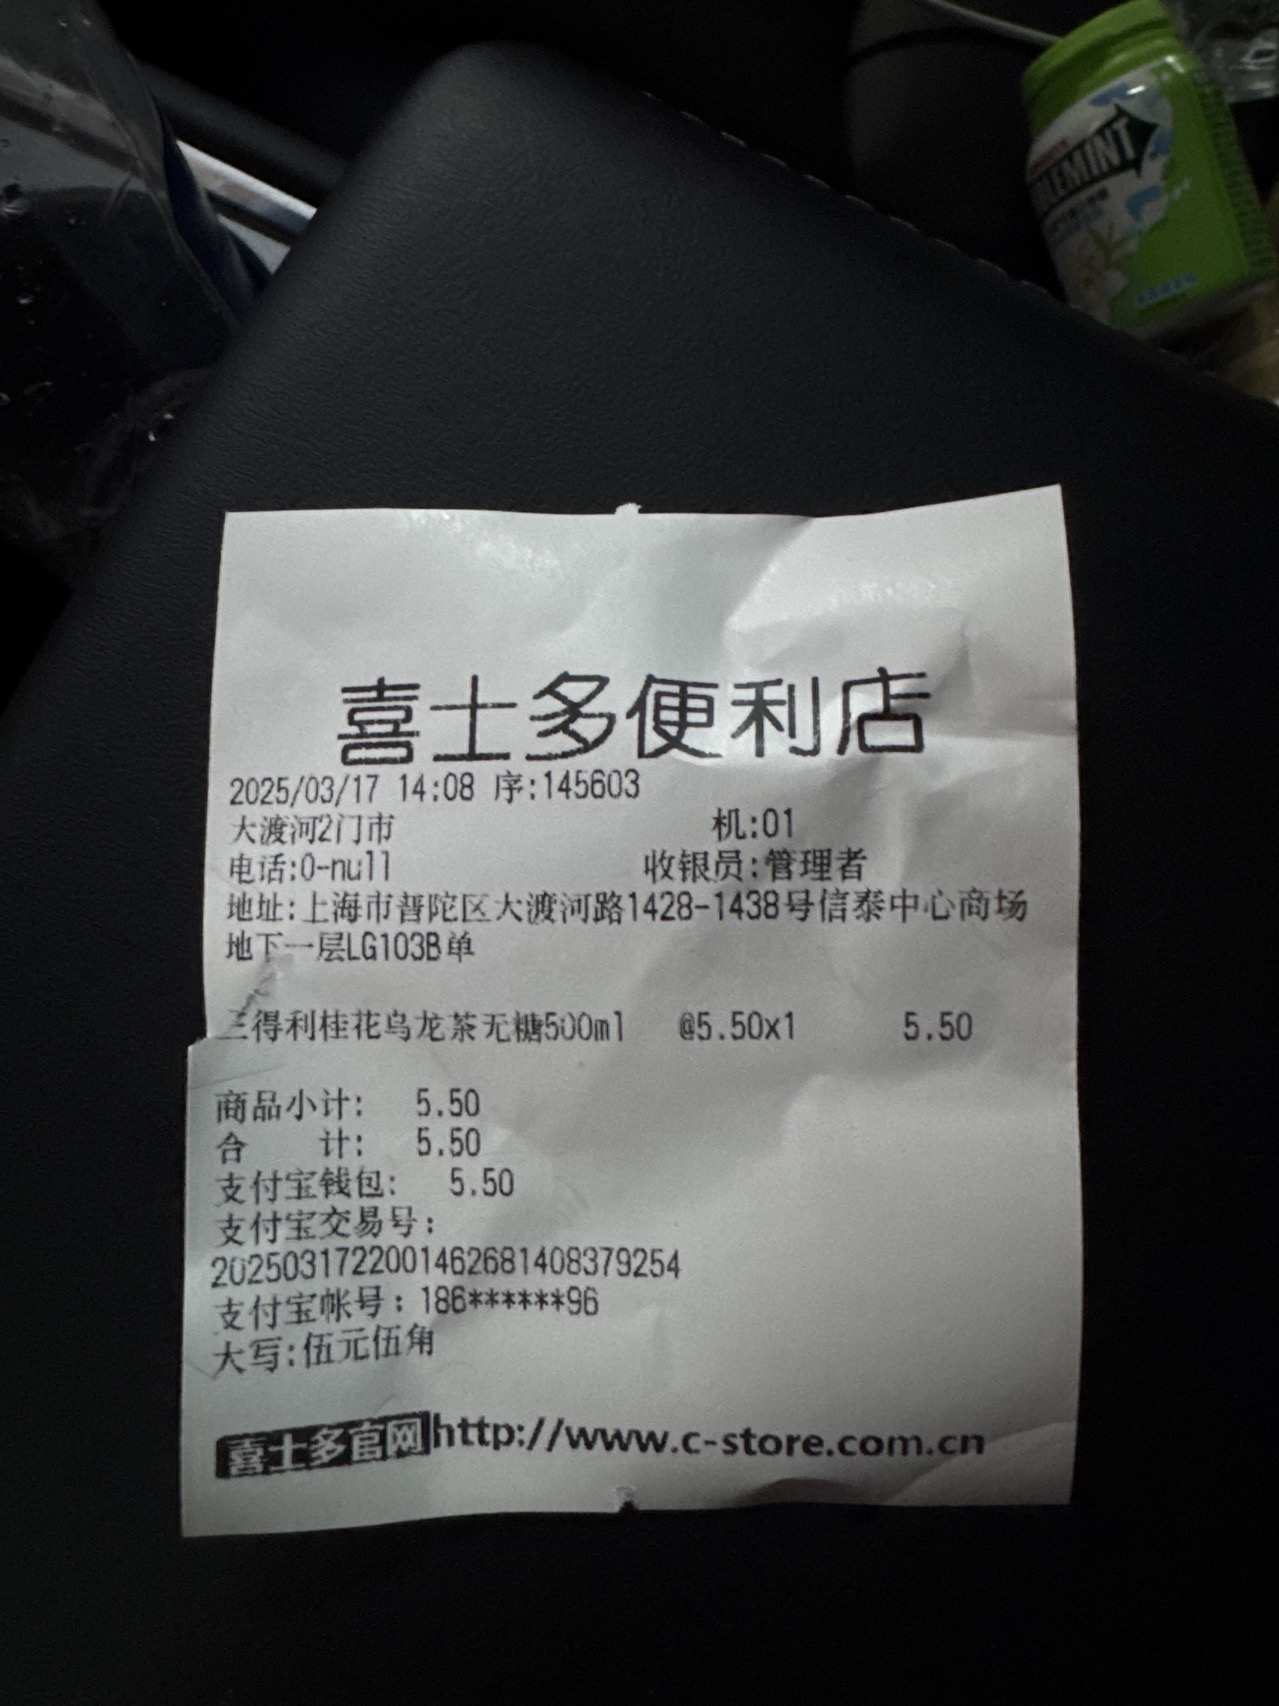 喜士多便利店
2025/03/17 14:08 序:145603
大渡河2门市 机:01
电话:0-null 收银员:管理者
地址:上海市普陀区大渡河路1428-1438号信泰中心商场
地下一层LG103B单
三得利桂花乌龙茶无糖500ml @5.50x1 5.50
商品小计: 5.50
合 计: 5.50
支付宝钱包: 5.50
支付宝交易号:
2025031722001462681408379254
支付宝帐号:186******96
大写:伍元伍角
喜士多官网http://www.c-store.com.cn